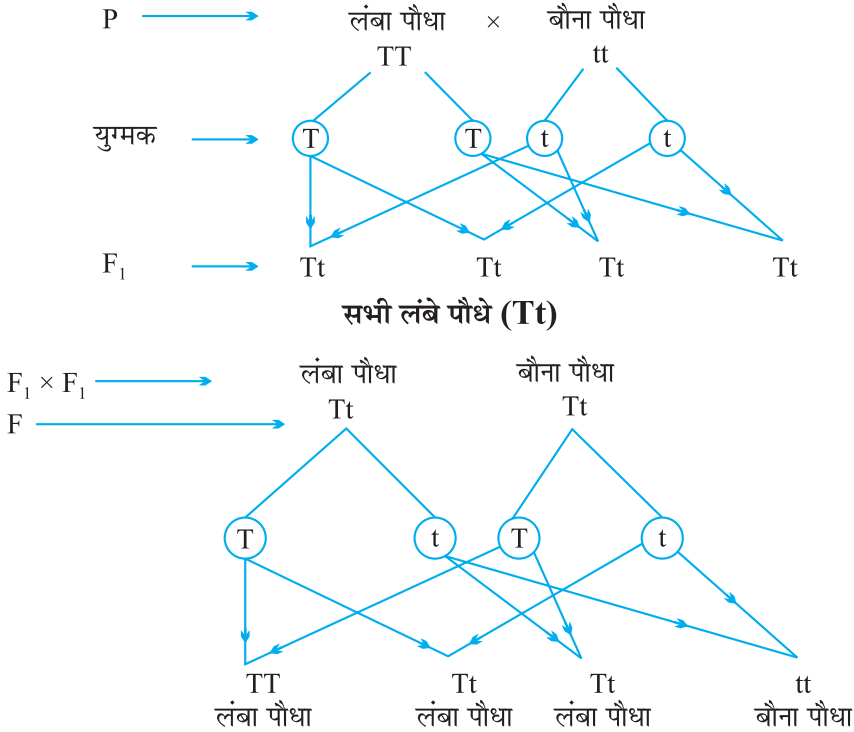 P लंबा पौधा × बौना पौधा
TT tt
युग्मक T T t t
F₁ Tt Tt Tt Tt
सभी लंबे पौधे (Tt)
F₁ × F₁ लंबा पौधा बौना पौधा
F Tt Tt
T t T t
TT Tt Tt tt
लंबा पौधा लंबा पौधा लंबा पौधा बौना पौधा